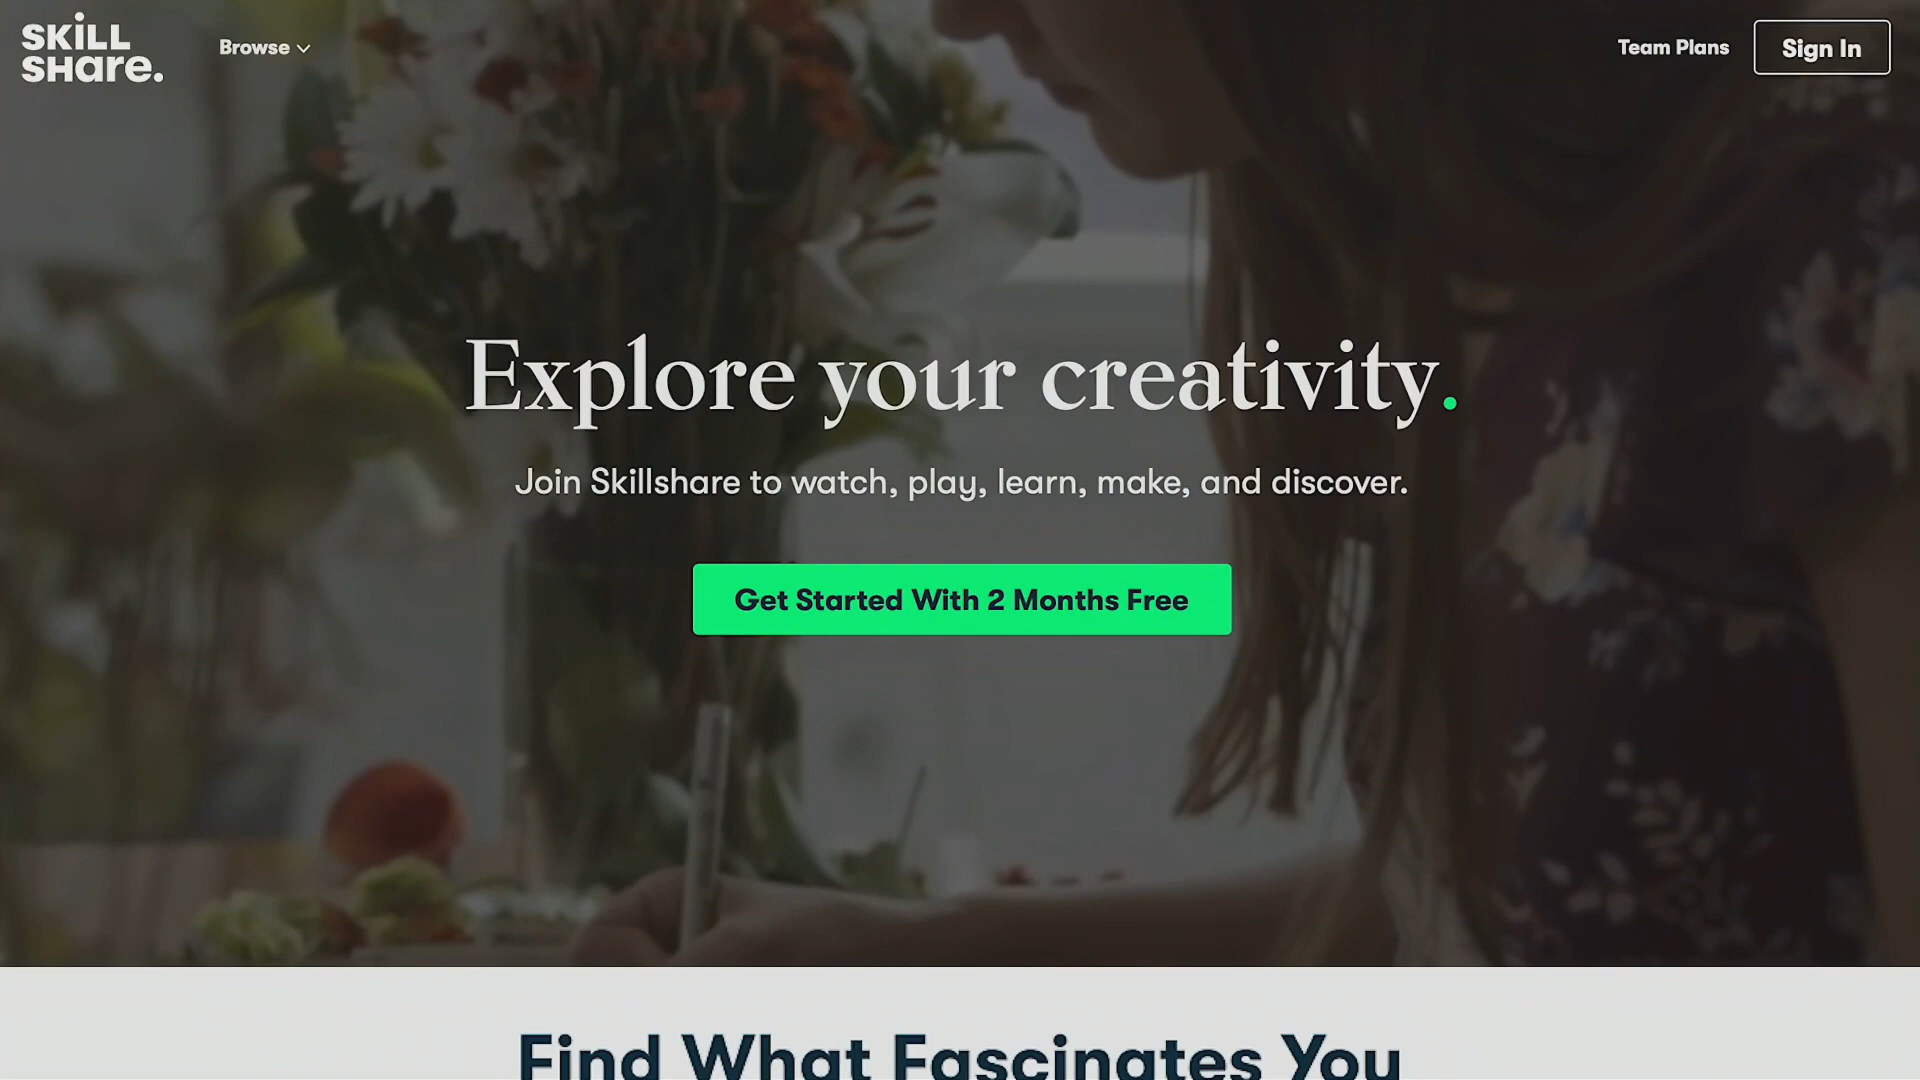 SKiLL
SHare.
Browse
Team Plans
Sign In
Explore your creativity.
Join Skillshare to watch, play, learn, make, and discover.
Get Started With 2 Months Free
Find What Fascinates You